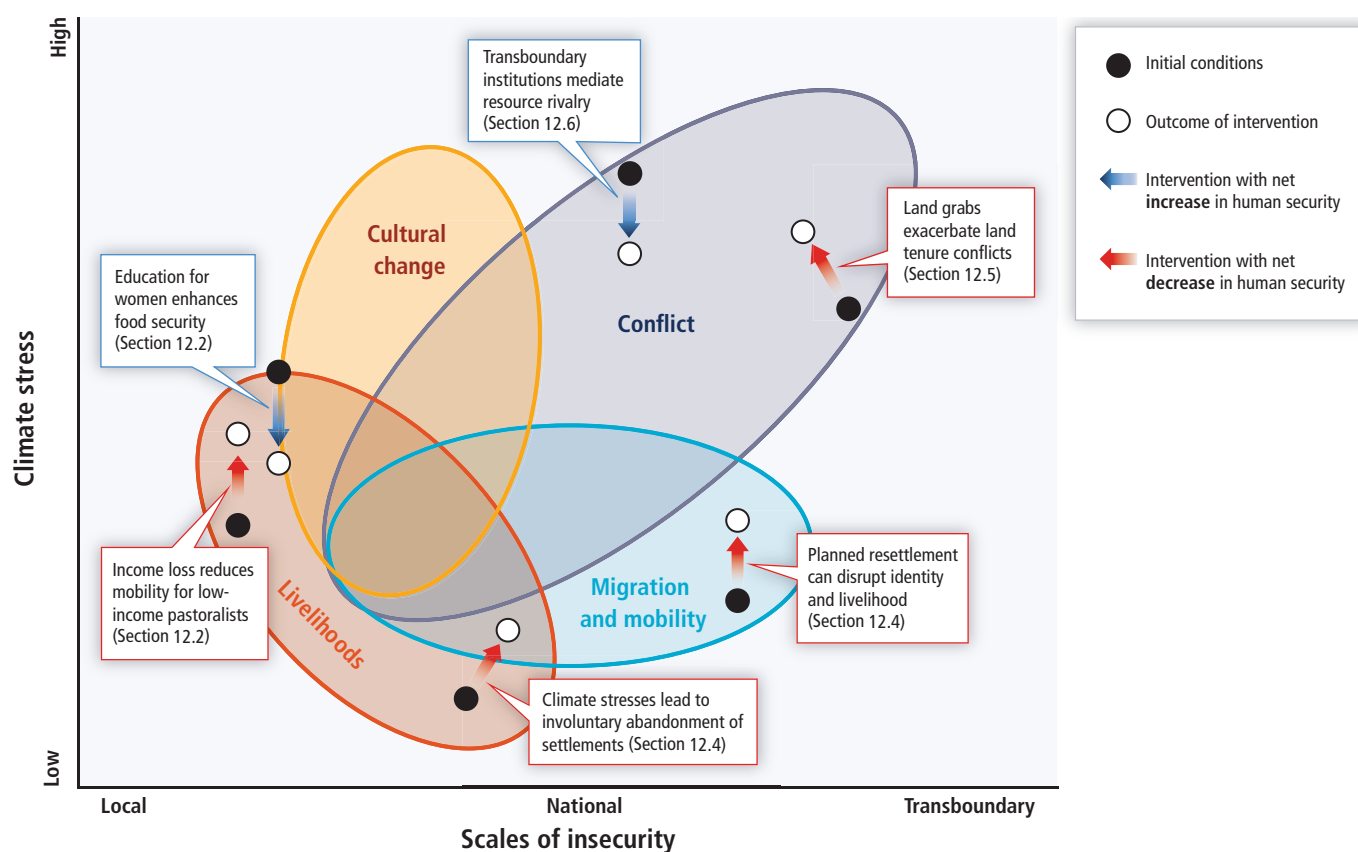 High
Transboundary
institutions mediate
resource rivalry
(Section 12.6)
Initial conditions
Outcome of intervention
Intervention with net
increase in human security
Intervention with net
decrease in human security
Land grabs
exacerbate land
tenure conflicts
(Section 12.5)
Cultural
change
Education for
women enhances
food security
(Section 12.2)
Conflict
Climate stress
Income loss reduces
mobility for low-
income pastoralists
(Section 12.2)
Livelihoods
Migration
and mobility
Planned resettlement
can disrupt identity
and livelihood
(Section 12.4)
Climate stresses lead to
involuntary abandonment of
settlements (Section 12.4)
Low
Local
National
Transboundary
Scales of insecurity